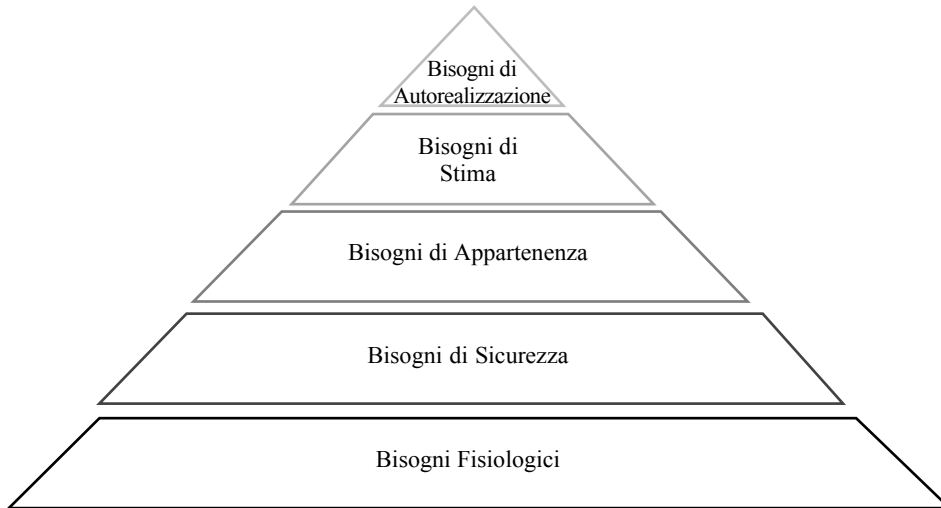 Bisogni di
Autorealizzazione
Bisogni di
Stima
Bisogni di Appartenenza
Bisogni di Sicurezza
Bisogni Fisiologici